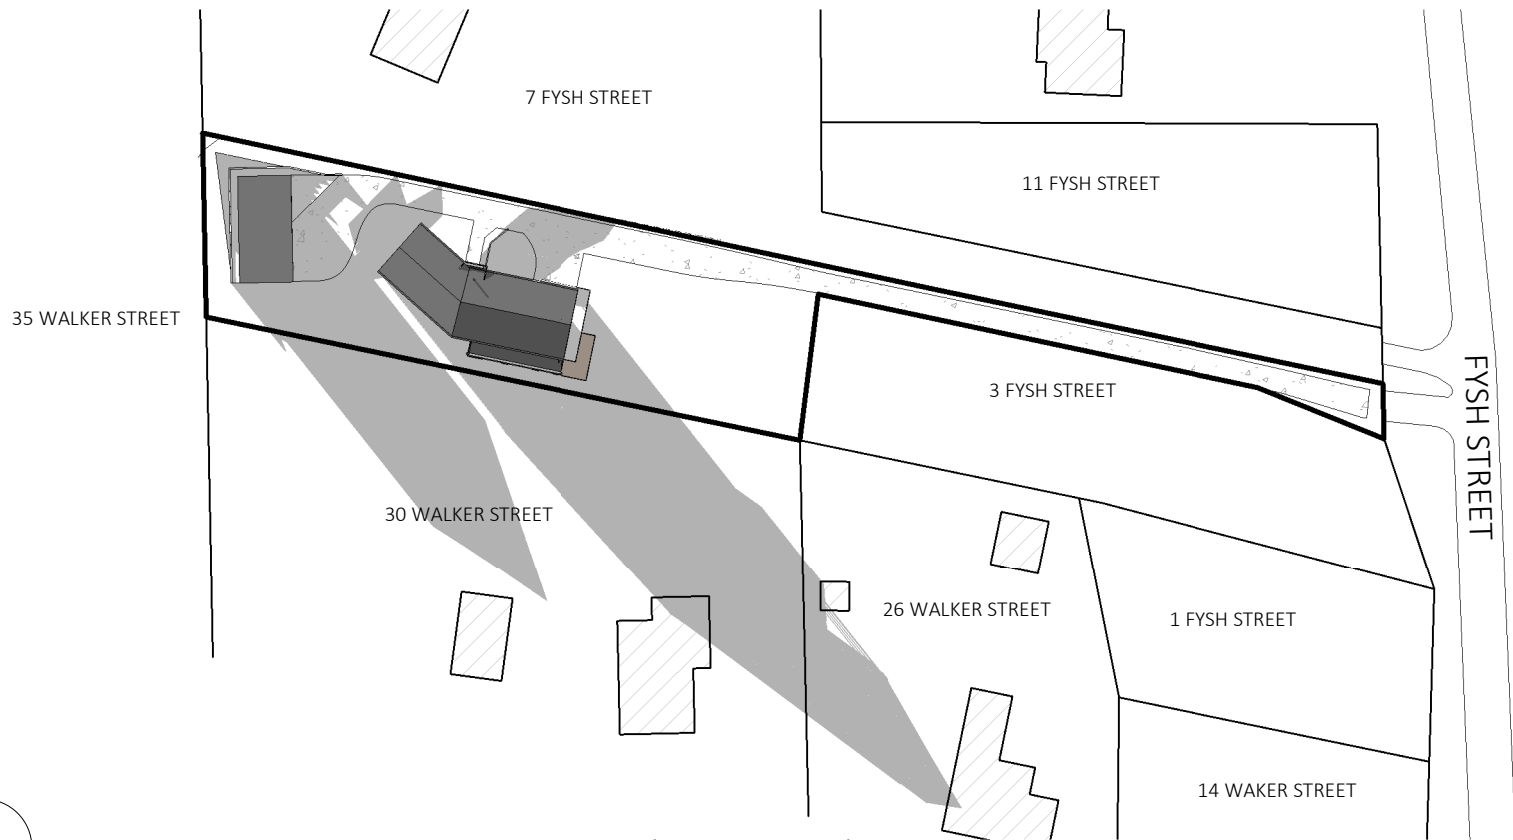 7 FYSH STREET
11 FYSH STREET
35 WALKER STREET
3 FYSH STREET
FYSH STREET
30 WALKER STREET
26 WALKER STREET
1 FYSH STREET
14 WAKER STREET